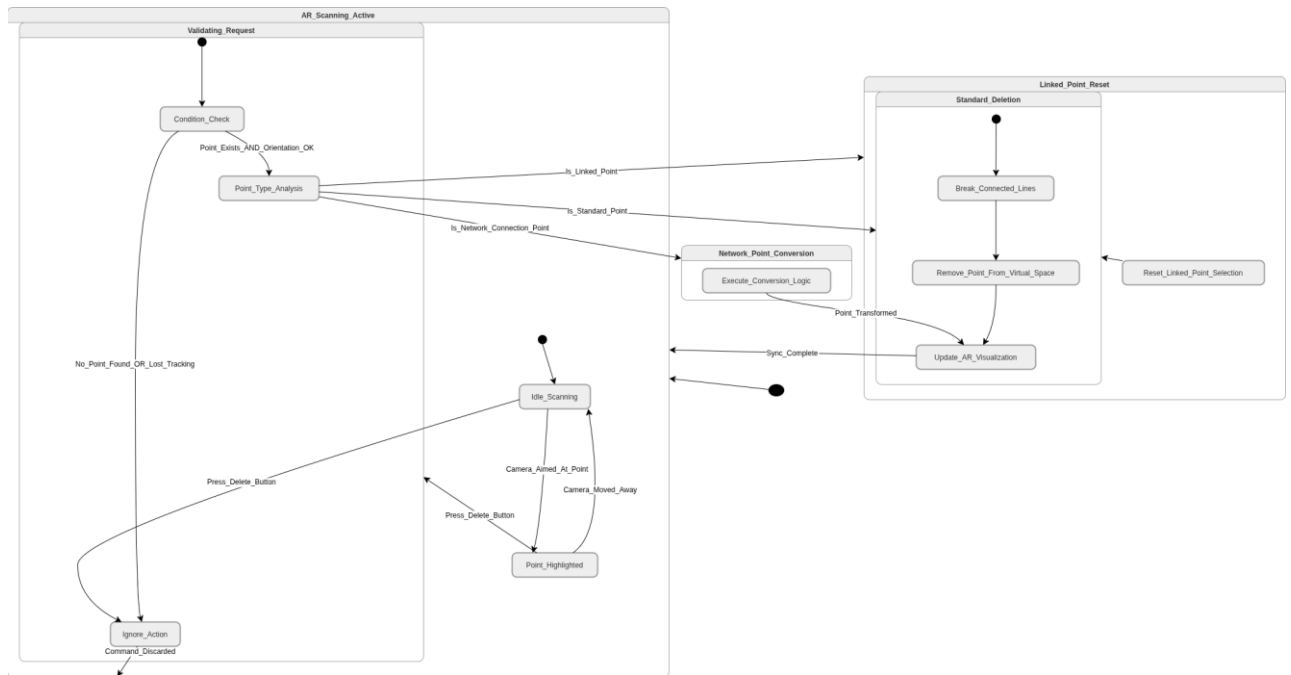 AR_Scanning_Active
Validating_Request
Condition_Check
Point_Exists_AND_Orientation_OK
Point_Type_Analysis
Is_Linked_Point
Is_Standard_Point
Is_Network_Connection_Point
Linked_Point_Reset
Standard_Deletion
Break_Connected_Lines
Network_Point_Conversion
Execute_Conversion_Logic
Remove_Point_From_Virtual_Space
Reset_Linked_Point_Selection
Point_Transformed
Update_AR_Visualization
Sync_Complete
No_Point_Found_OR_Lost_Tracking
Idle_Scanning
Camera_Aimed_At_Point
Camera_Moved_Away
Press_Delete_Button
Press_Delete_Button
Point_Highlighted
Ignore_Action
Command_Discarded